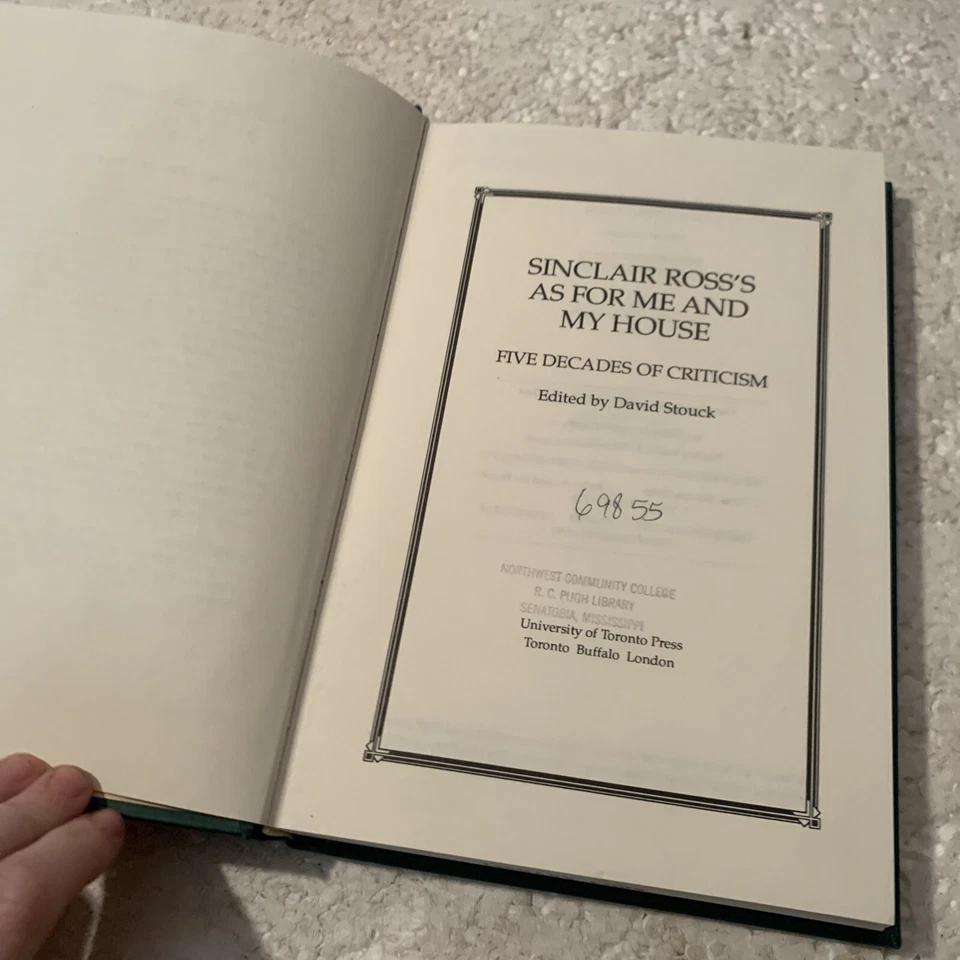 SINCLAIR ROSS'S
AS FOR ME AND
MY HOUSE
FIVE DECADES OF CRITICISM
Edited by David Stouck
69855
NORTHWEST COMMUNITY COLLEGE
R. C. PUGH LIBRARY
SENATOBIA, MISSISSIPPI
University of Toronto Press
Toronto Buffalo London